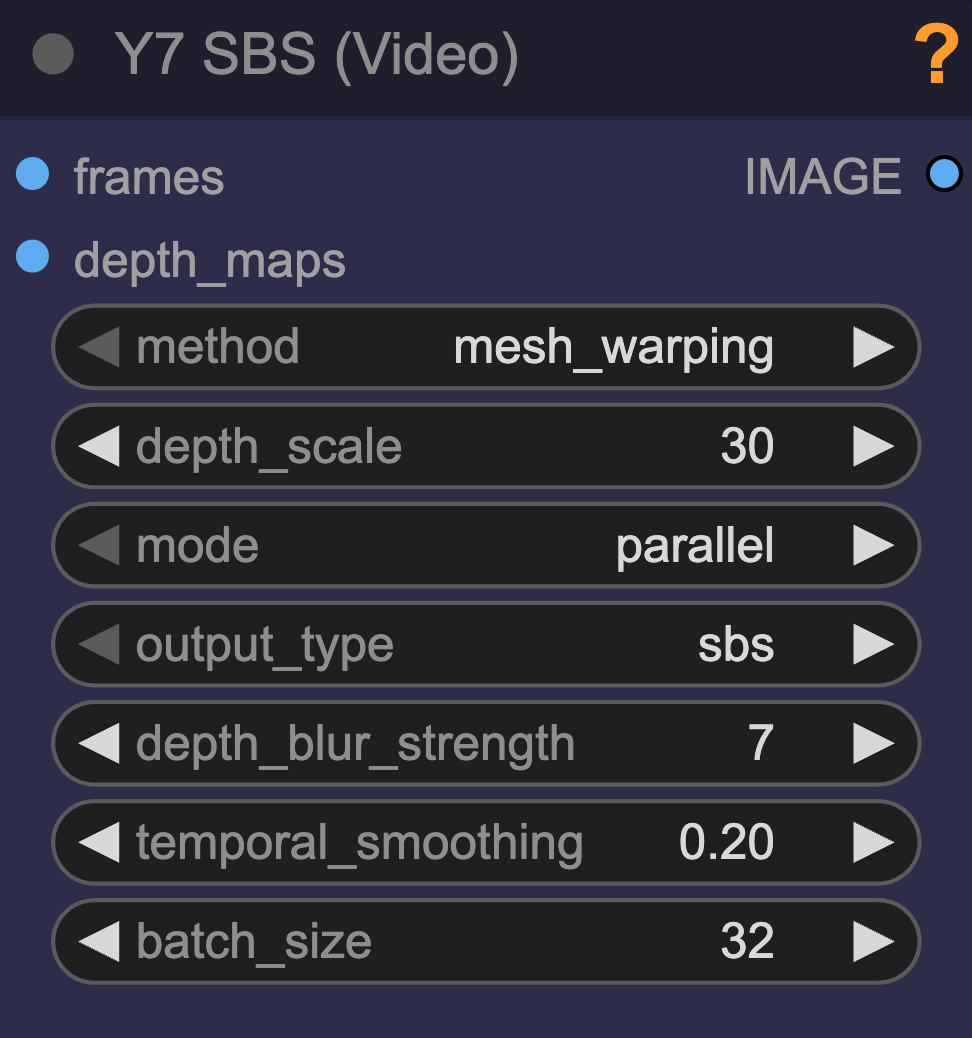 Y7 SBS (Video) ?
frames IMAGE
depth_maps
method mesh_warping
depth_scale 30
mode parallel
output_type sbs
depth_blur_strength 7
temporal_smoothing 0.20
batch_size 32